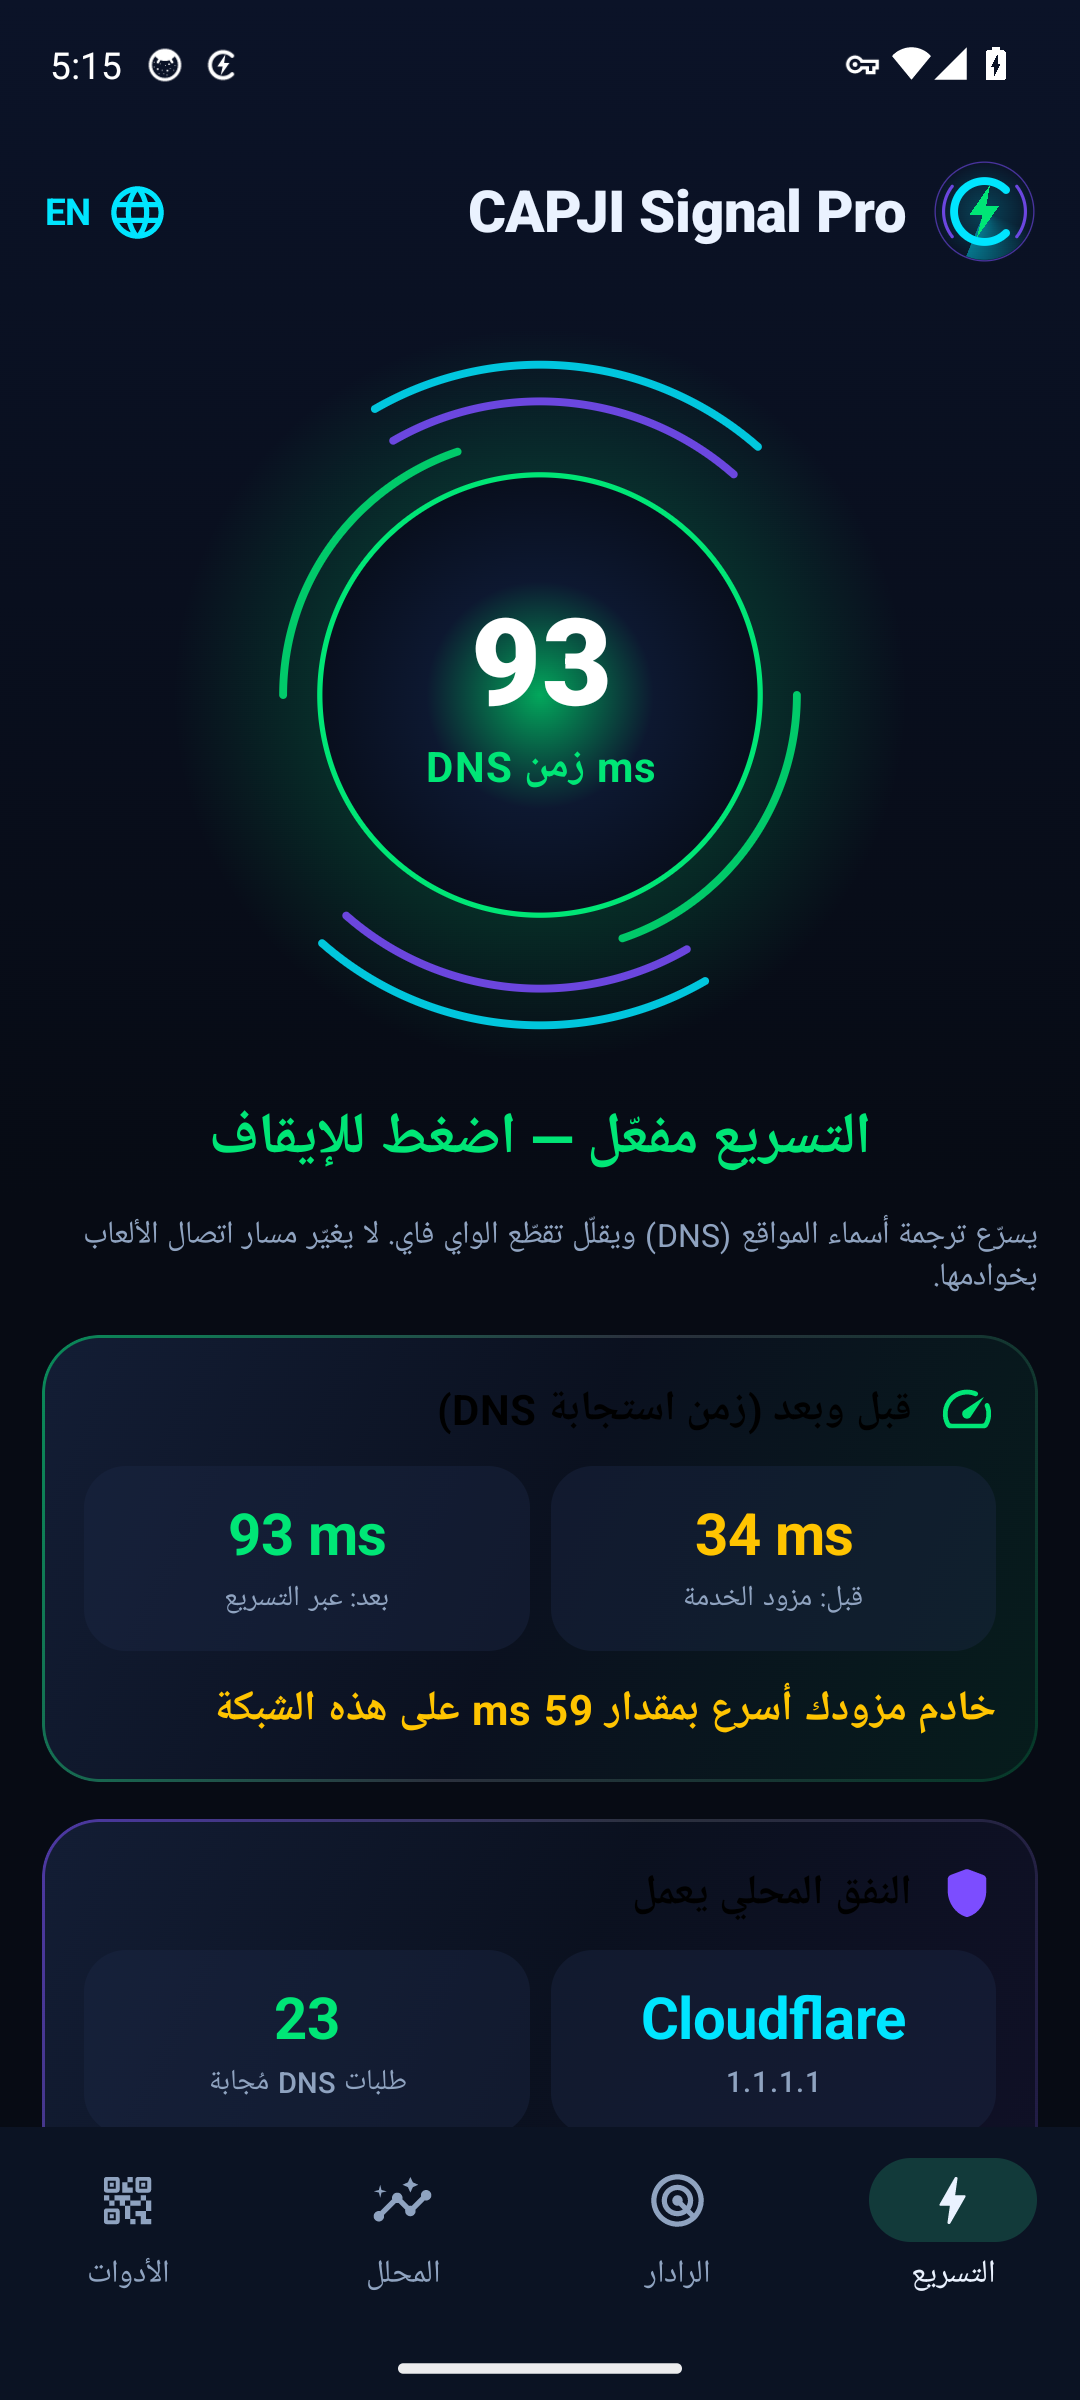 5:15
CAPJI Signal Pro
EN
93
ms زمن DNS
التسريع مفعّل — اضغط للإيقاف
يسرّع ترجمة أسماء المواقع (DNS) ويقلّل تقطّع الواي فاي. لا يغيّر مسار اتصال الألعاب
بخوادمها.
قبل وبعد (زمن استجابة DNS)
34 ms
قبل: مزود الخدمة
93 ms
بعد: عبر التسريع
خادم مزودك أسرع بمقدار 59 ms على هذه الشبكة
النفق المحلي يعمل
Cloudflare
1.1.1.1
23
طلبات DNS مُجابة
التسريع
الرادار
المحلل
الأدوات